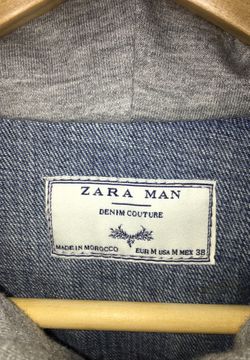 ZARA MAN
DENIM COUTURE
MADE IN MOROCCO EUR M USA M MEX 38